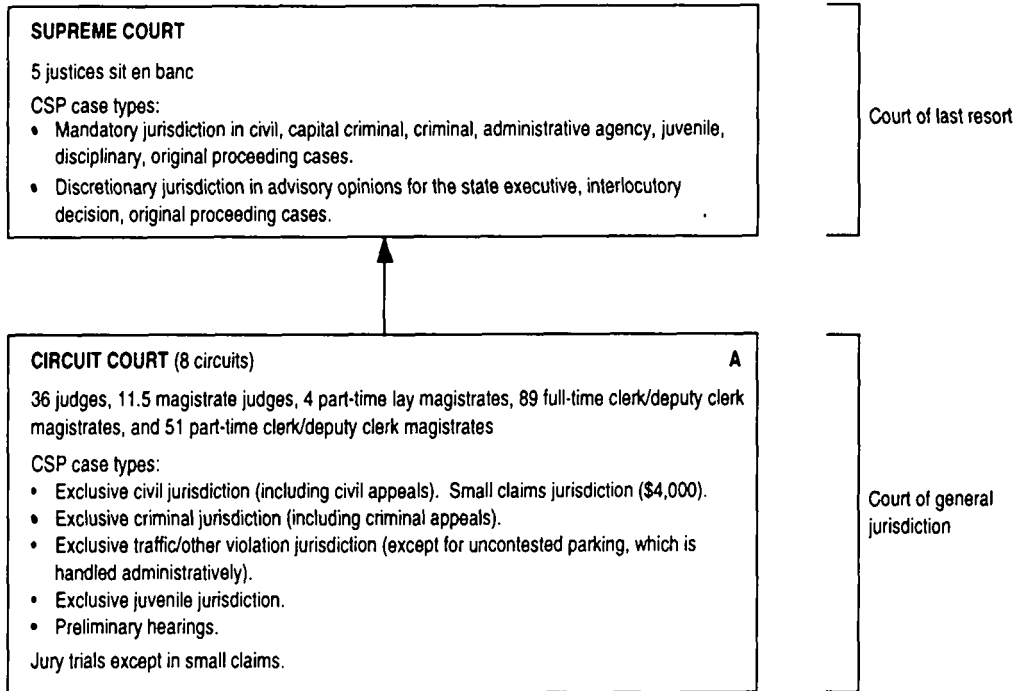 SUPREME COURT
5 justices sit en banc
CSP case types:
• Mandatory jurisdiction in civil, capital criminal, criminal, administrative agency, juvenile,
disciplinary, original proceeding cases.
• Discretionary jurisdiction in advisory opinions for the state executive, interlocutory
decision, original proceeding cases.
Court of last resort
CIRCUIT COURT (8 circuits) A
36 judges, 11.5 magistrate judges, 4 part-time lay magistrates, 89 full-time clerk/deputy clerk
magistrates, and 51 part-time clerk/deputy clerk magistrates
CSP case types:
• Exclusive civil jurisdiction (including civil appeals). Small claims jurisdiction ($4,000).
• Exclusive criminal jurisdiction (including criminal appeals).
• Exclusive traffic/other violation jurisdiction (except for uncontested parking, which is
handled administratively).
• Exclusive juvenile jurisdiction.
• Preliminary hearings.
Jury trials except in small claims.
Court of general
jurisdiction